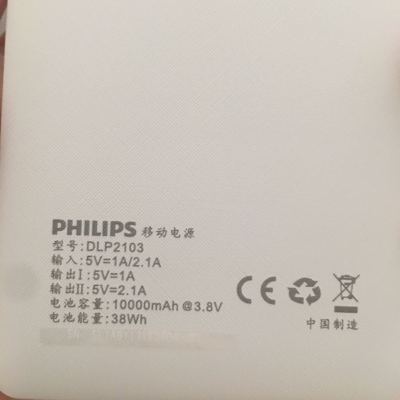 PHILIPS 移动电源
型号:DLP2103
输入:5V=1A/2.1A
输出I:5V=1A
输出II:5V=2.1A
电池容量:10000mAh @3.8V
电池能量:38Wh
CE
中国制造